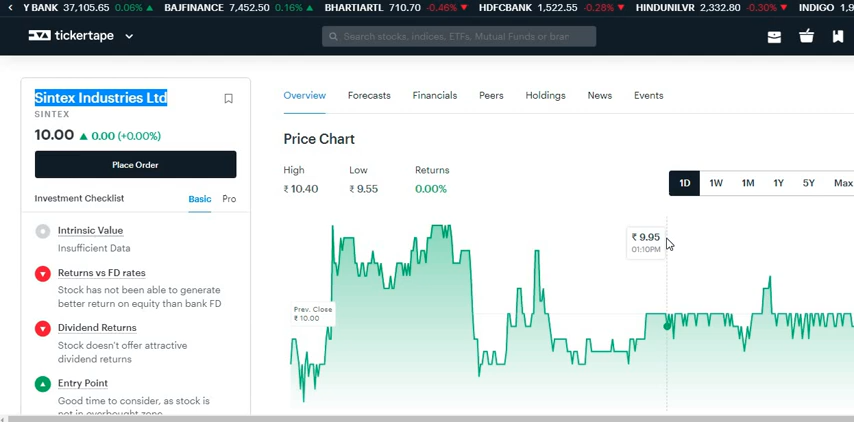 Y BANK 37,105.65 0.06% ▲ BAJFINANCE 7,452.50 0.16% ▲ BHARTIARTL 710.70 -0.46% ▼ HDFCBANK 1,522.55 -0.28% ▼ HINDUNILVR 2,332.80 -0.30% ▼ INDIGO 1,9
tickertape
Search stocks, indices, ETFs, Mutual Funds or bran
Sintex Industries Ltd
SINTEX
10.00 ▲ 0.00 (+0.00%)
Place Order
Investment Checklist Basic Pro
Intrinsic Value
Insufficient Data
Returns vs FD rates
Stock has not been able to generate
better return on equity than bank FD
Dividend Returns
Stock doesn't offer attractive
dividend returns
Entry Point
Good time to consider, as stock is
not in overbought zone
Overview Forecasts Financials Peers Holdings News Events
Price Chart
High Low Returns
₹ 10.40 ₹ 9.55 0.00%
1D 1W 1M 1Y 5Y Max
₹ 9.95
01:10PM
Prev. Close
₹ 10.00